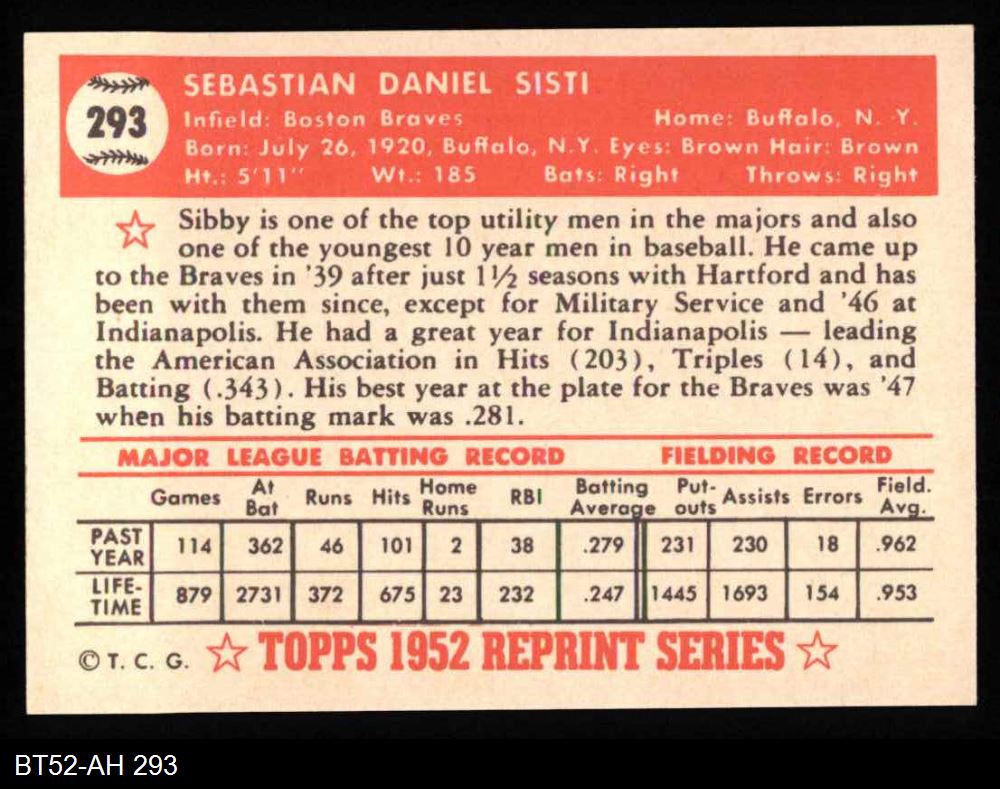 293
SEBASTIAN DANIEL SISTI
Infield: Boston Braves Home: Buffalo, N. Y.
Born: July 26, 1920, Buffalo, N.Y. Eyes: Brown Hair: Brown
Ht.: 5'11" Wt.: 185 Bats: Right Throws: Right
Sibby is one of the top utility men in the majors and also
one of the youngest 10 year men in baseball. He came up
to the Braves in '39 after just 1½ seasons with Hartford and has
been with them since, except for Military Service and '46 at
Indianapolis. He had a great year for Indianapolis — leading
the American Association in Hits (203), Triples (14), and
Batting (.343). His best year at the plate for the Braves was '47
when his batting mark was .281.
MAJOR LEAGUE BATTING RECORD FIELDING RECORD
Games At Bat Runs Hits Home Runs RBI Batting Average Put-outs Assists Errors Field. Avg.
PAST YEAR 114 362 46 101 2 38 .279 231 230 18 .962
LIFE-TIME 879 2731 372 675 23 232 .247 1445 1693 154 .953
© T. C. G. ☆ TOPPS 1952 REPRINT SERIES ☆
BT52-AH 293